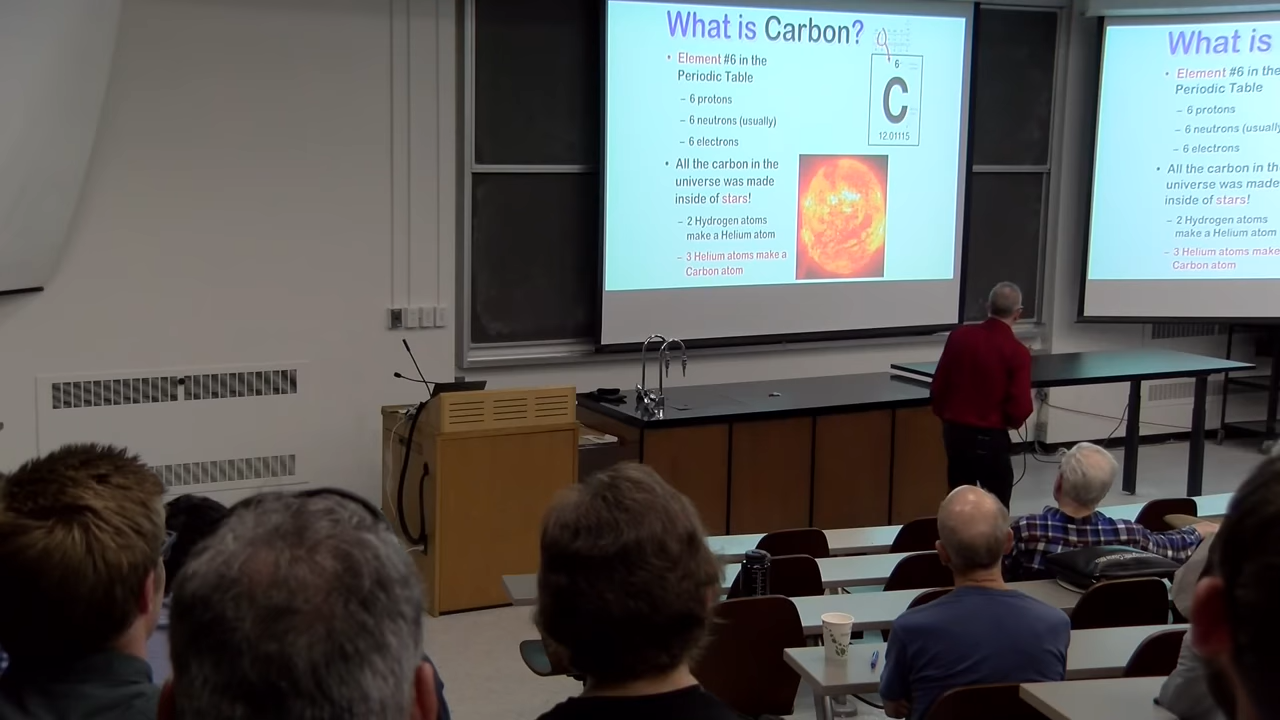 What is Carbon?
• Element #6 in the
Periodic Table
– 6 protons
– 6 neutrons (usually)
– 6 electrons
• All the carbon in the
universe was made
inside of stars!
– 2 Hydrogen atoms
make a Helium atom
– 3 Helium atoms make a
Carbon atom
6
C
12.01115
What is
• Element #6 in the
Periodic Table
– 6 protons
– 6 neutrons (usually
– 6 electrons
• All the carbon in th
universe was made
inside of stars!
– 2 Hydrogen atoms
make a Helium atom
– 3 Helium atoms make
Carbon atom